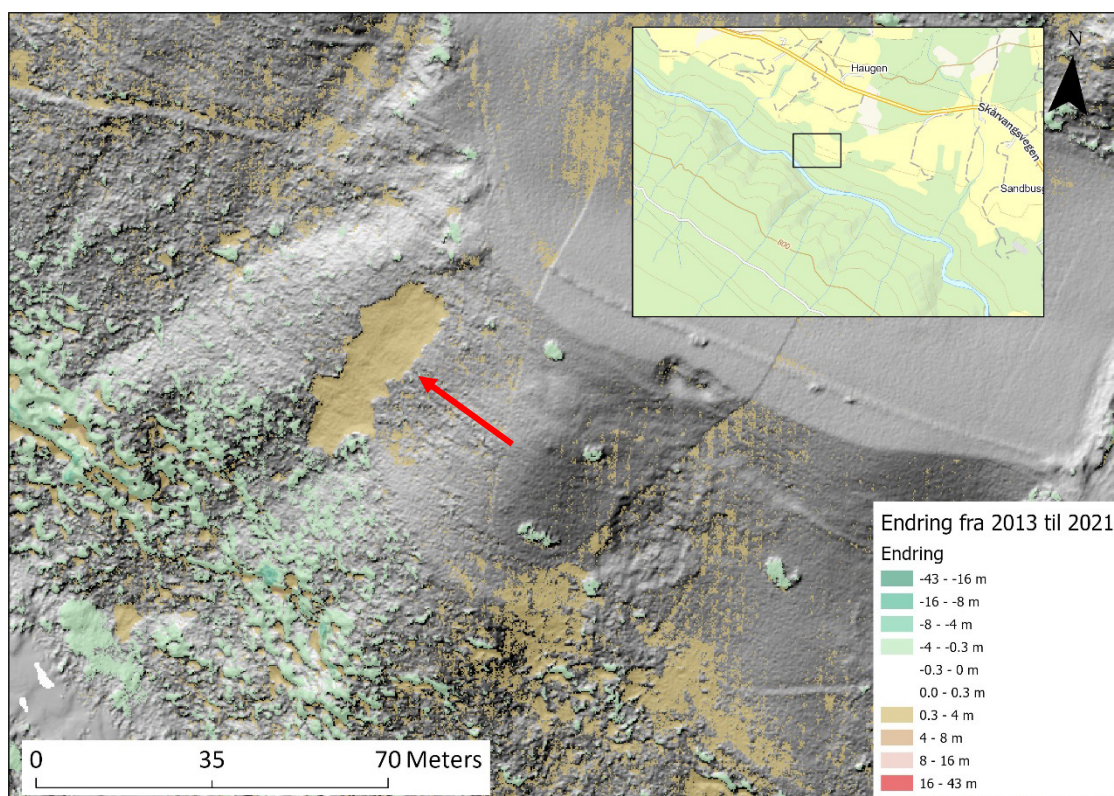 Haugen
Skårvangsvegen
Sandbusg
800
N
Endring fra 2013 til 2021
Endring
-43 - -16 m
-16 - -8 m
-8 - -4 m
-4 - -0.3 m
-0.3 - 0 m
0.0 - 0.3 m
0.3 - 4 m
4 - 8 m
8 - 16 m
16 - 43 m
0 35 70 Meters